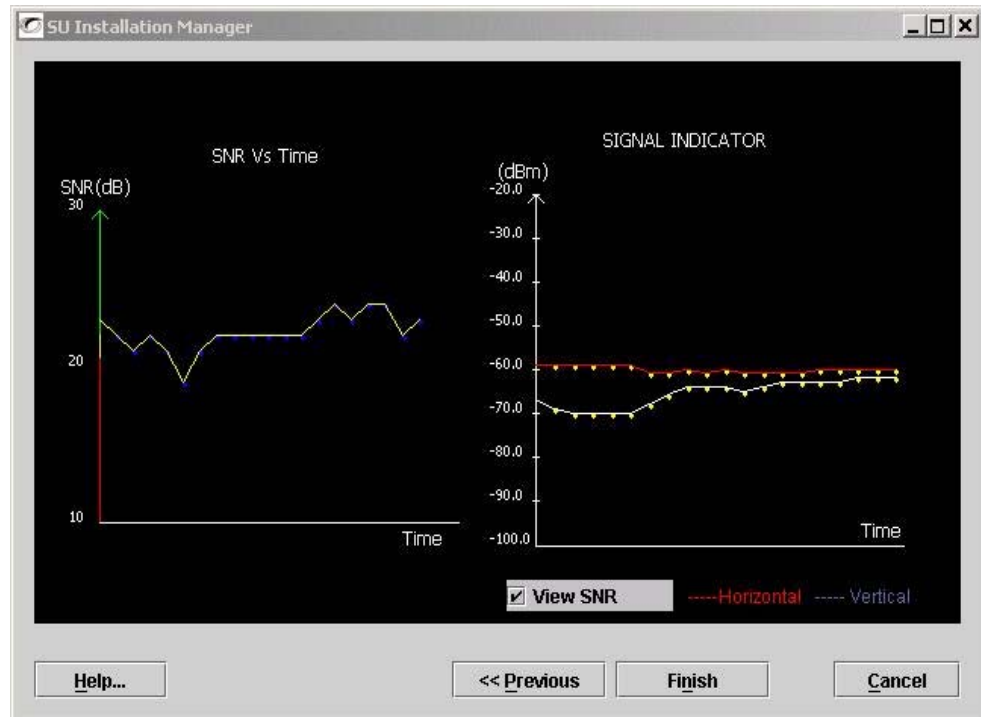 SU Installation Manager
SNR Vs Time
SNR(dB)
30
20
10
Time
SIGNAL INDICATOR
(dBm)
-20.0
-30.0
-40.0
-50.0
-60.0
-70.0
-80.0
-90.0
-100.0
Time
View SNR
-----Horizontal ----- Vertical
Help...
<< Previous
Finish
Cancel